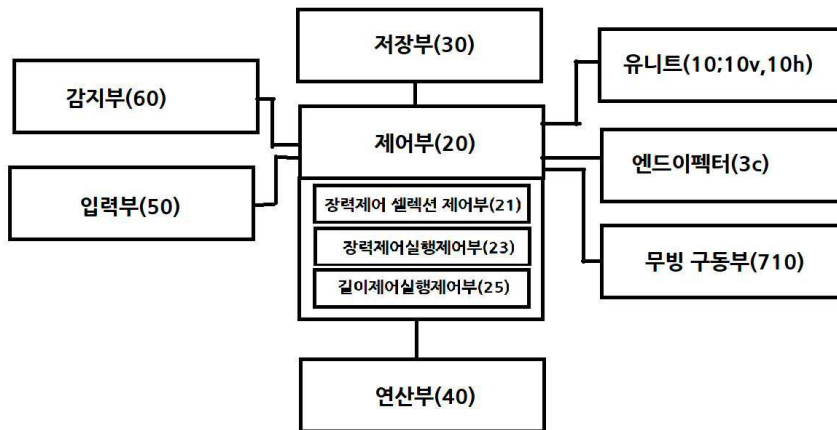 저장부(30)
유니트(10;10v,10h)
감지부(60)
제어부(20)
엔드이펙터(3c)
입력부(50)
장력제어 셀렉션 제어부(21)
장력제어실행제어부(23)
무빙 구동부(710)
길이제어실행제어부(25)
연산부(40)